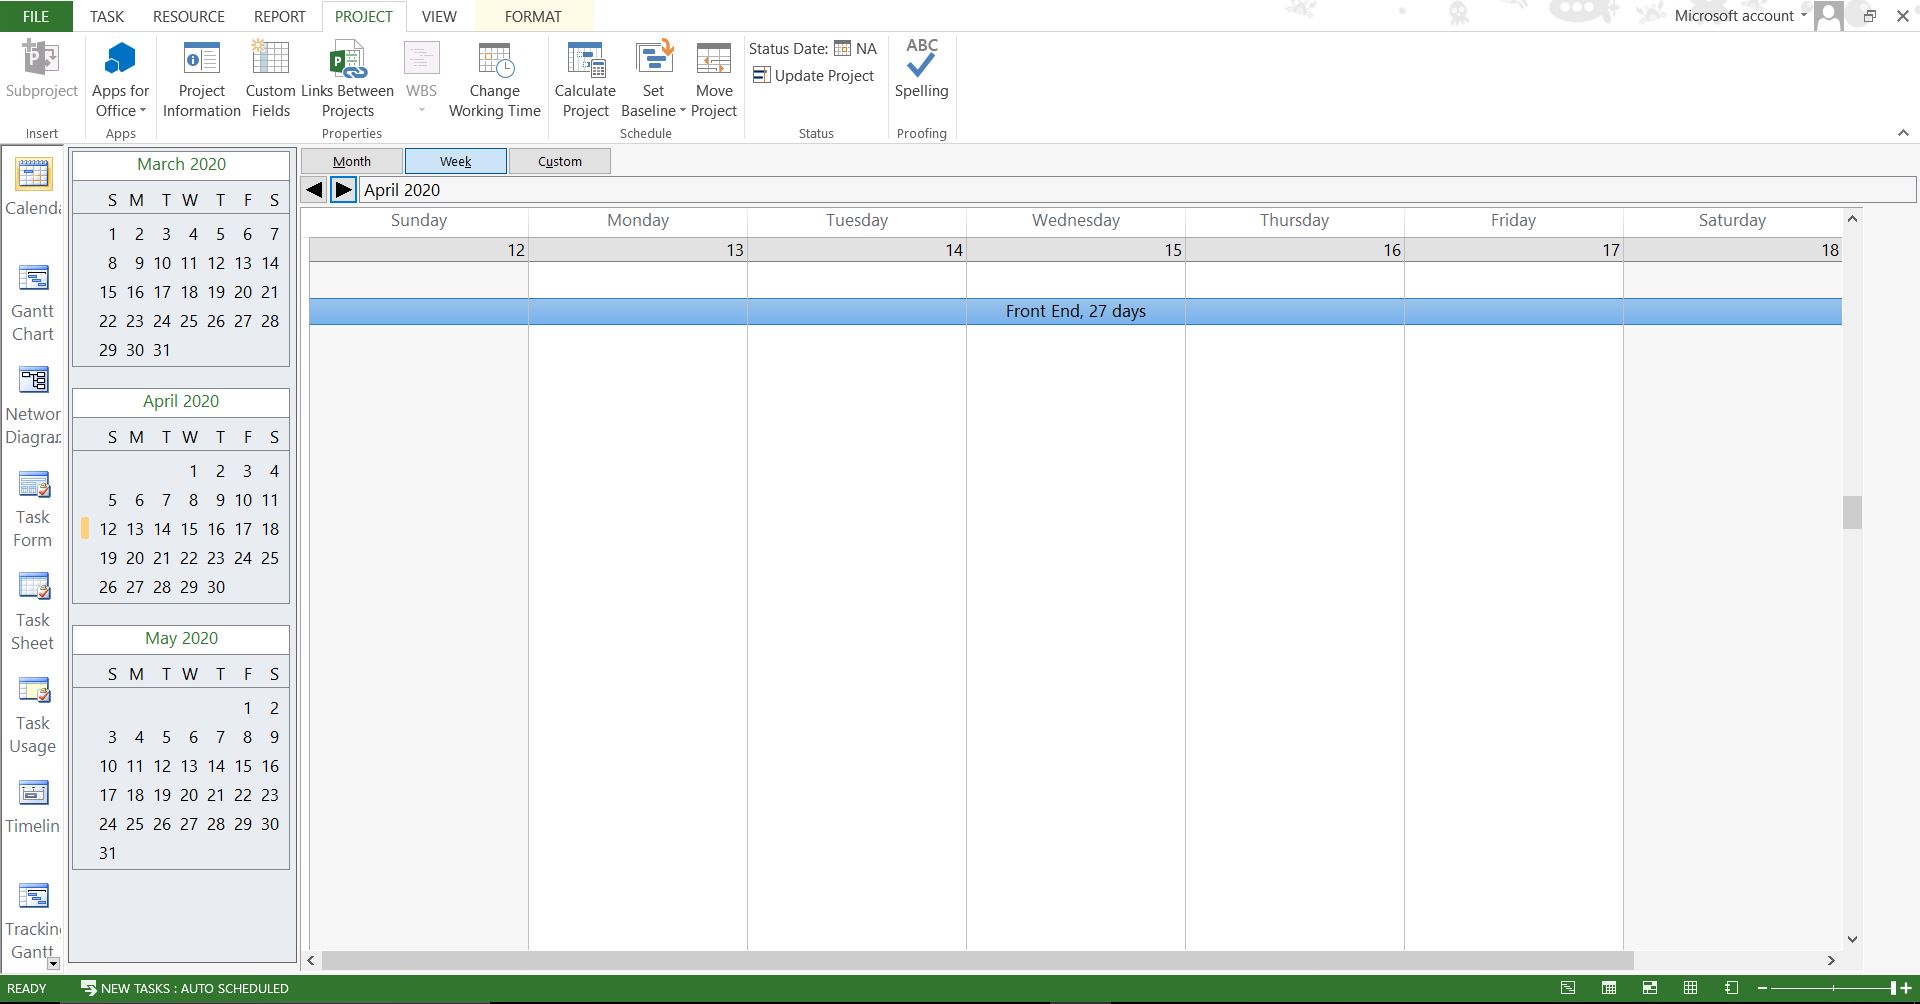 FILE TASK RESOURCE REPORT PROJECT VIEW FORMAT Microsoft account
Subproject
Apps for Office
Project Information
Custom Fields
Links Between Projects
WBS
Change Working Time
Calculate Project
Set Baseline
Move Project
Status Date: NA
Update Project
ABC
Spelling
Insert Apps Properties Schedule Status Proofing
Calenda
Gantt
Chart
Networ
Diagra
Task
Form
Task
Sheet
Task
Usage
Timelin
Trackin
Gantt
March 2020
S M T W T F S
1 2 3 4 5 6 7
8 9 10 11 12 13 14
15 16 17 18 19 20 21
22 23 24 25 26 27 28
29 30 31
April 2020
S M T W T F S
1 2 3 4
5 6 7 8 9 10 11
12 13 14 15 16 17 18
19 20 21 22 23 24 25
26 27 28 29 30
May 2020
S M T W T F S
1 2
3 4 5 6 7 8 9
10 11 12 13 14 15 16
17 18 19 20 21 22 23
24 25 26 27 28 29 30
31
Month Week Custom
April 2020
Sunday Monday Tuesday Wednesday Thursday Friday Saturday
12 13 14 15 16 17 18
Front End, 27 days
READY NEW TASKS : AUTO SCHEDULED